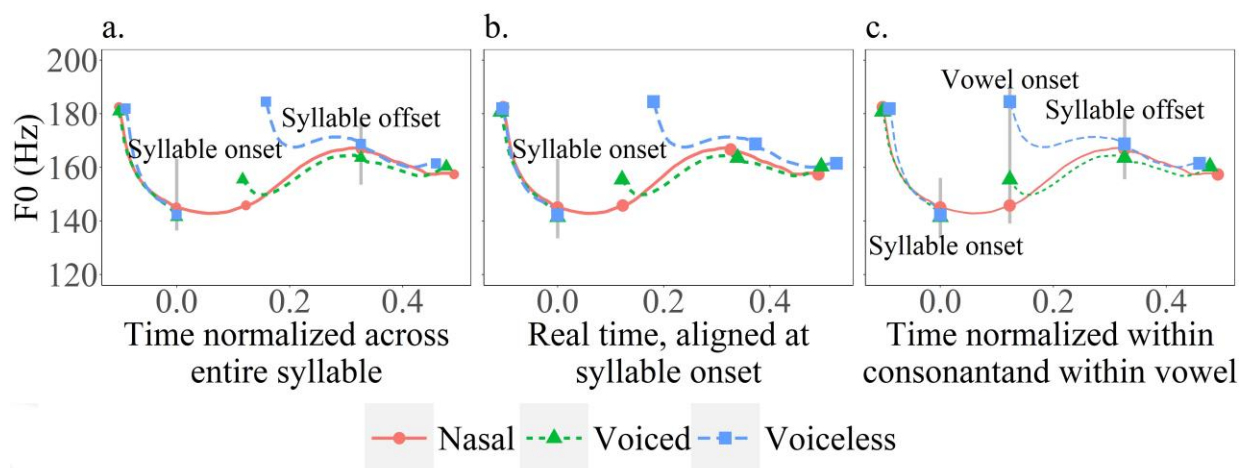 a.
b.
c.
F0 (Hz)
200
180
160
140
120
Syllable onset
Syllable offset
0.0 0.2 0.4
Time normalized across
entire syllable
Syllable onset
0.0 0.2 0.4
Real time, aligned at
syllable onset
Vowel onset
Syllable offset
Syllable onset
0.0 0.2 0.4
Time normalized within
consonantand within vowel
Nasal Voiced Voiceless